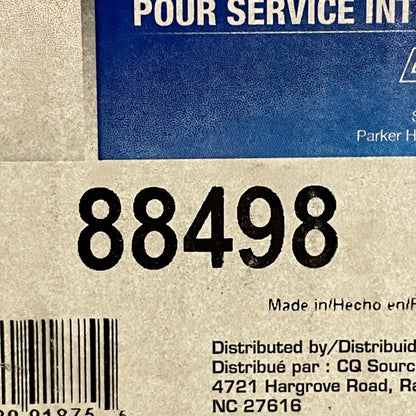 POUR SERVICE INT
Parker H
88498
Made in/Hecho en/F
Distributed by/Distribuid
Distribué par : CQ Sourc
4721 Hargrove Road, Ra
NC 27616
01875